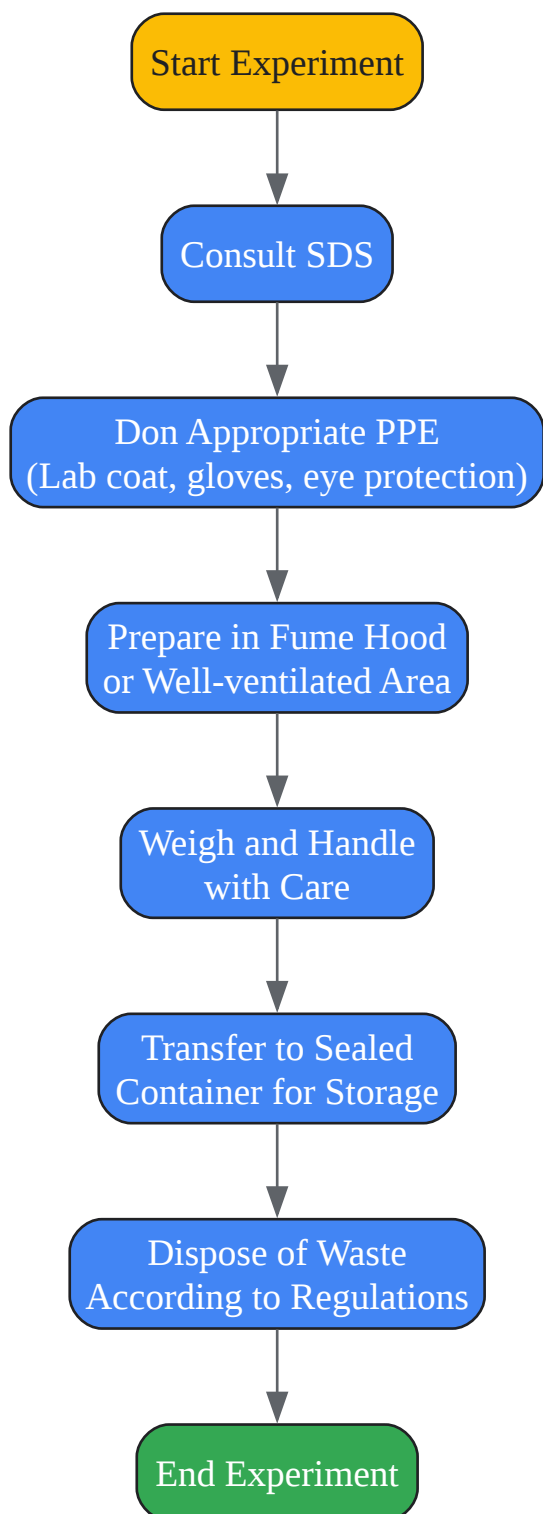 Start Experiment
Consult SDS
Don Appropriate PPE
(Lab coat, gloves, eye protection)
Prepare in Fume Hood
or Well-ventilated Area
Weigh and Handle
with Care
Transfer to Sealed
Container for Storage
Dispose of Waste
According to Regulations
End Experiment